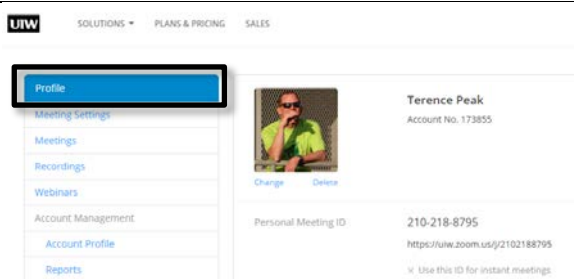 UIW
SOLUTIONS PLANS & PRICING SALES
Profile
Meeting Settings
Meetings
Recordings
Webinars
Account Management
Account Profile
Reports
Change Delete
Terence Peak
Account No. 173855
Personal Meeting ID
210-218-8795
https://uiw.zoom.us/j/2102188795
Use this ID for instant meetings